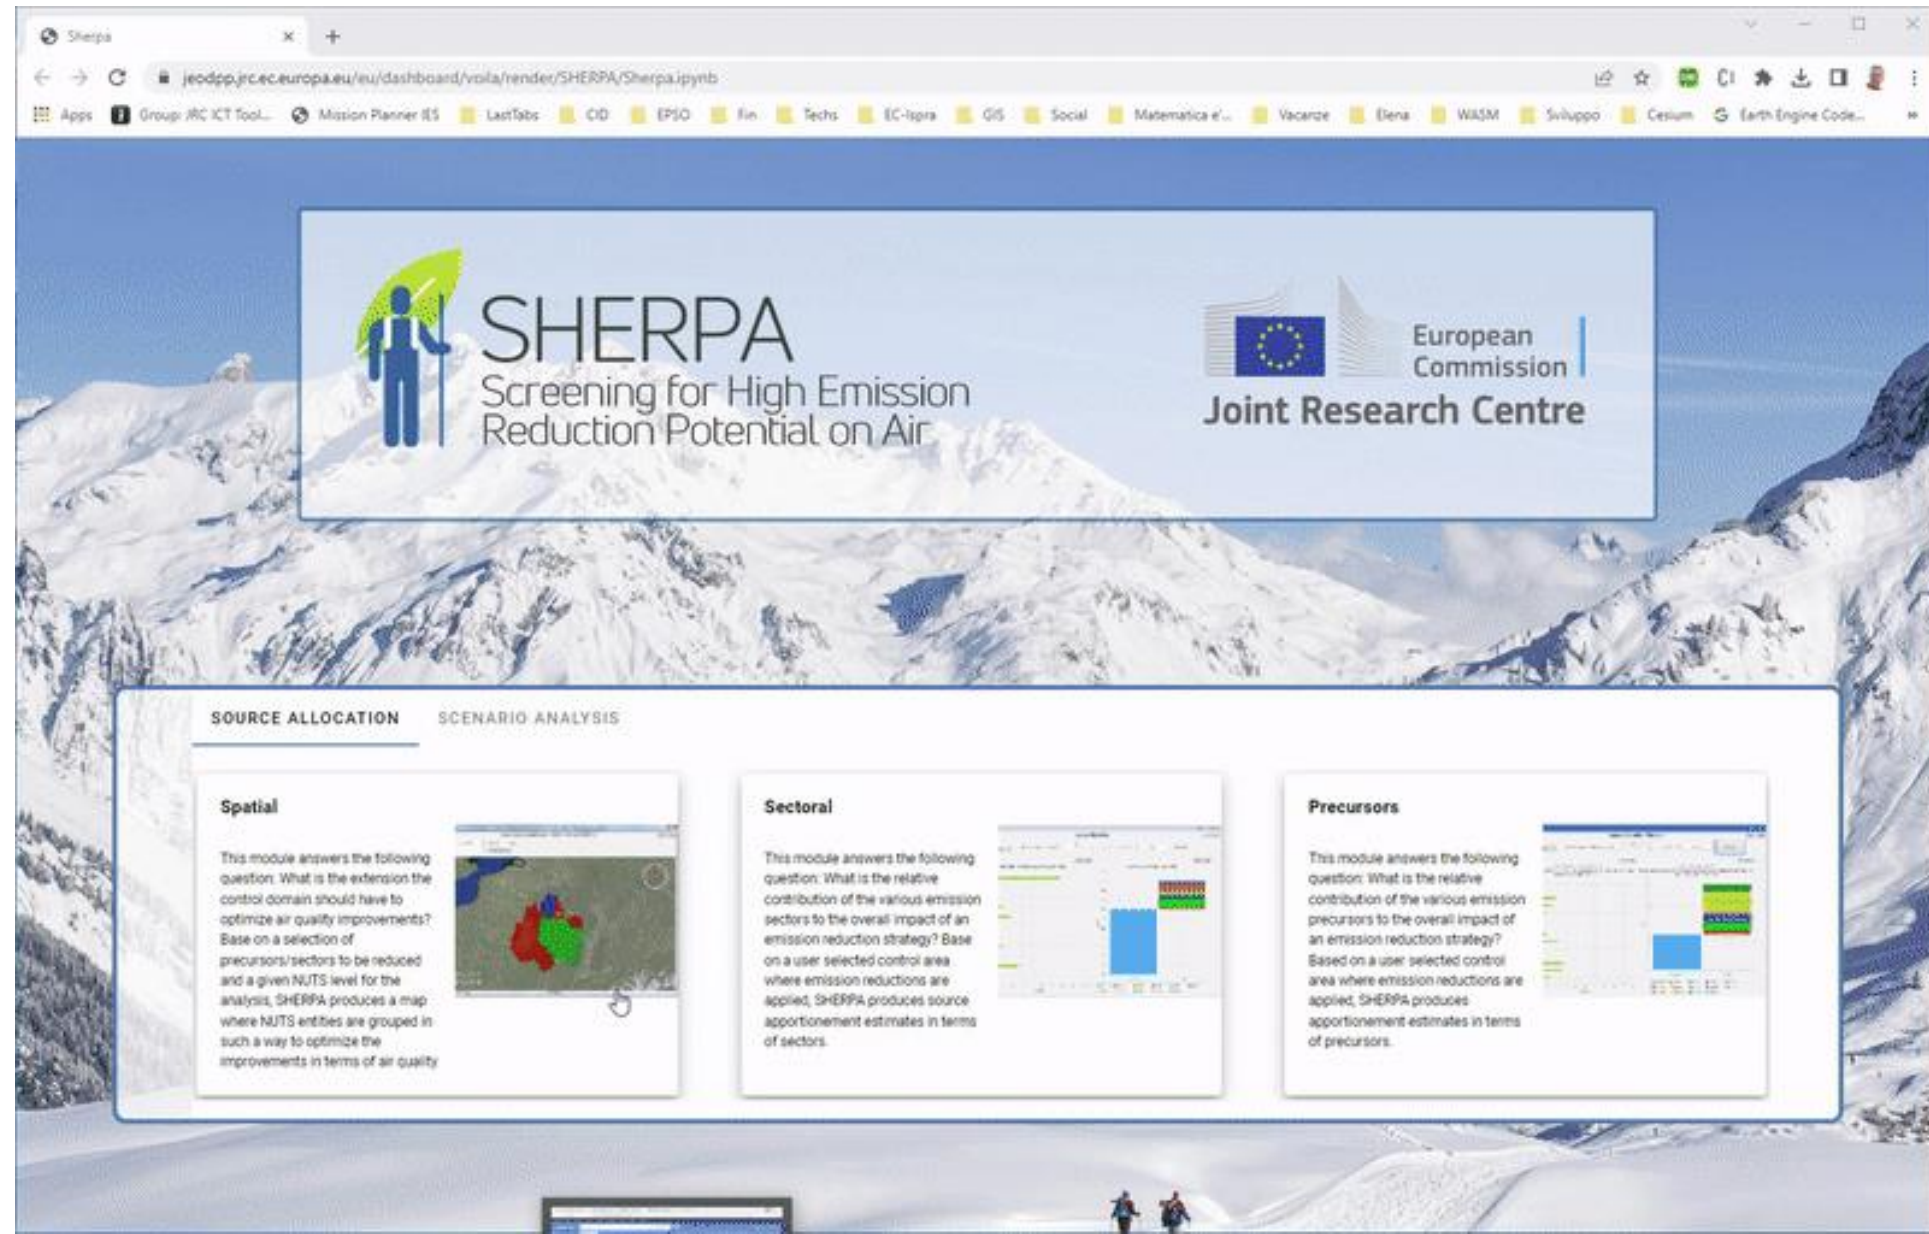 Sherpa
jeodpp.jrc.ec.europa.eu/eu/dashboard/voila/render/SHERPA/Sherpa.ipynb
Apps Group: JRC ICT Tool... Mission Planner IES LastTabs CID EPSO Fin Techs EC-Ispra GIS Social Matematica e'... Vacanze Elena WASM Sviluppo Cesium Earth Engine Code...
SHERPA
Screening for High Emission
Reduction Potential on Air
European
Commission
Joint Research Centre
SOURCE ALLOCATION SCENARIO ANALYSIS
Spatial
This module answers the following
question: What is the extension the
control domain should have to
optimize air quality improvements?
Base on a selection of
precursors/sectors to be reduced
and a given NUTS level for the
analysis, SHERPA produces a map
where NUTS entities are grouped in
such a way to optimize the
improvements in terms of air quality
Sectoral
This module answers the following
question: What is the relative
contribution of the various emission
sectors to the overall impact of an
emission reduction strategy? Base
on a user selected control area
where emission reductions are
applied, SHERPA produces source
apportionement estimates in terms
of sectors.
Precursors
This module answers the following
question: What is the relative
contribution of the various emission
precursors to the overall impact of
an emission reduction strategy?
Based on a user selected control
area where emission reductions are
applied, SHERPA produces
apportionement estimates in terms
of precursors.